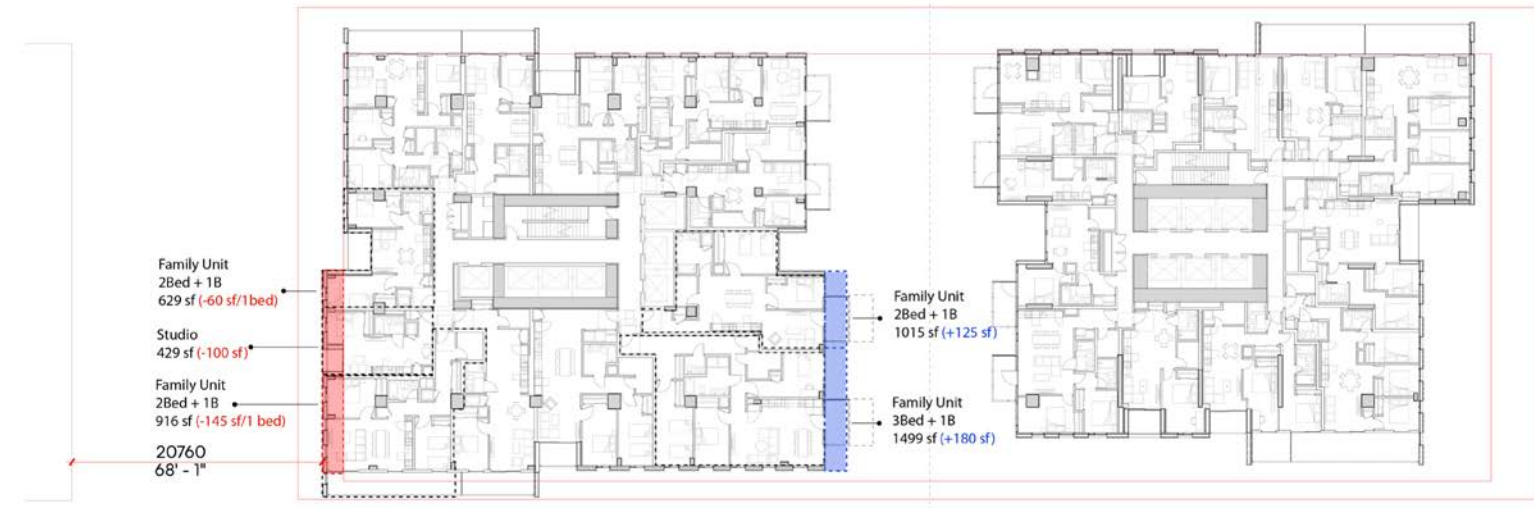 Family Unit
2Bed + 1B
629 sf (-60 sf/1bed)
Studio
429 sf (-100 sf)
Family Unit
2Bed + 1B
916 sf (-145 sf/1 bed)
20760
68' - 1"
Family Unit
2Bed + 1B
1015 sf (+125 sf)
Family Unit
3Bed + 1B
1499 sf (+180 sf)